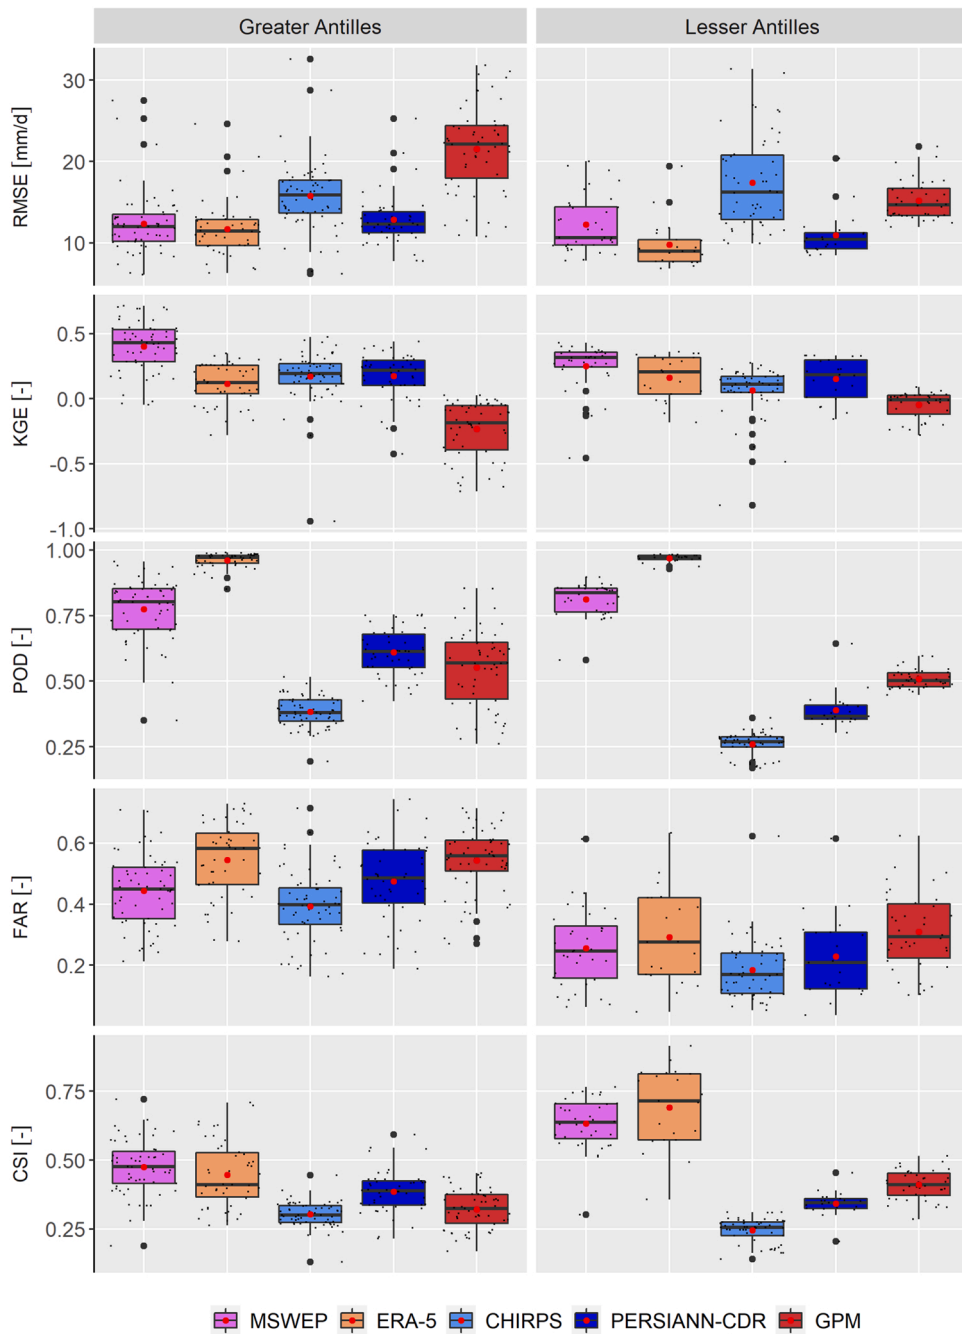 Greater Antilles
Lesser Antilles
RMSE [mm/d]
30
20
10
KGE [-]
0.5
0.0
-0.5
-1.0
POD [-]
1.00
0.75
0.50
0.25
FAR [-]
0.6
0.4
0.2
CSI [-]
0.75
0.50
0.25
MSWEP
ERA-5
CHIRPS
PERSIANN-CDR
GPM